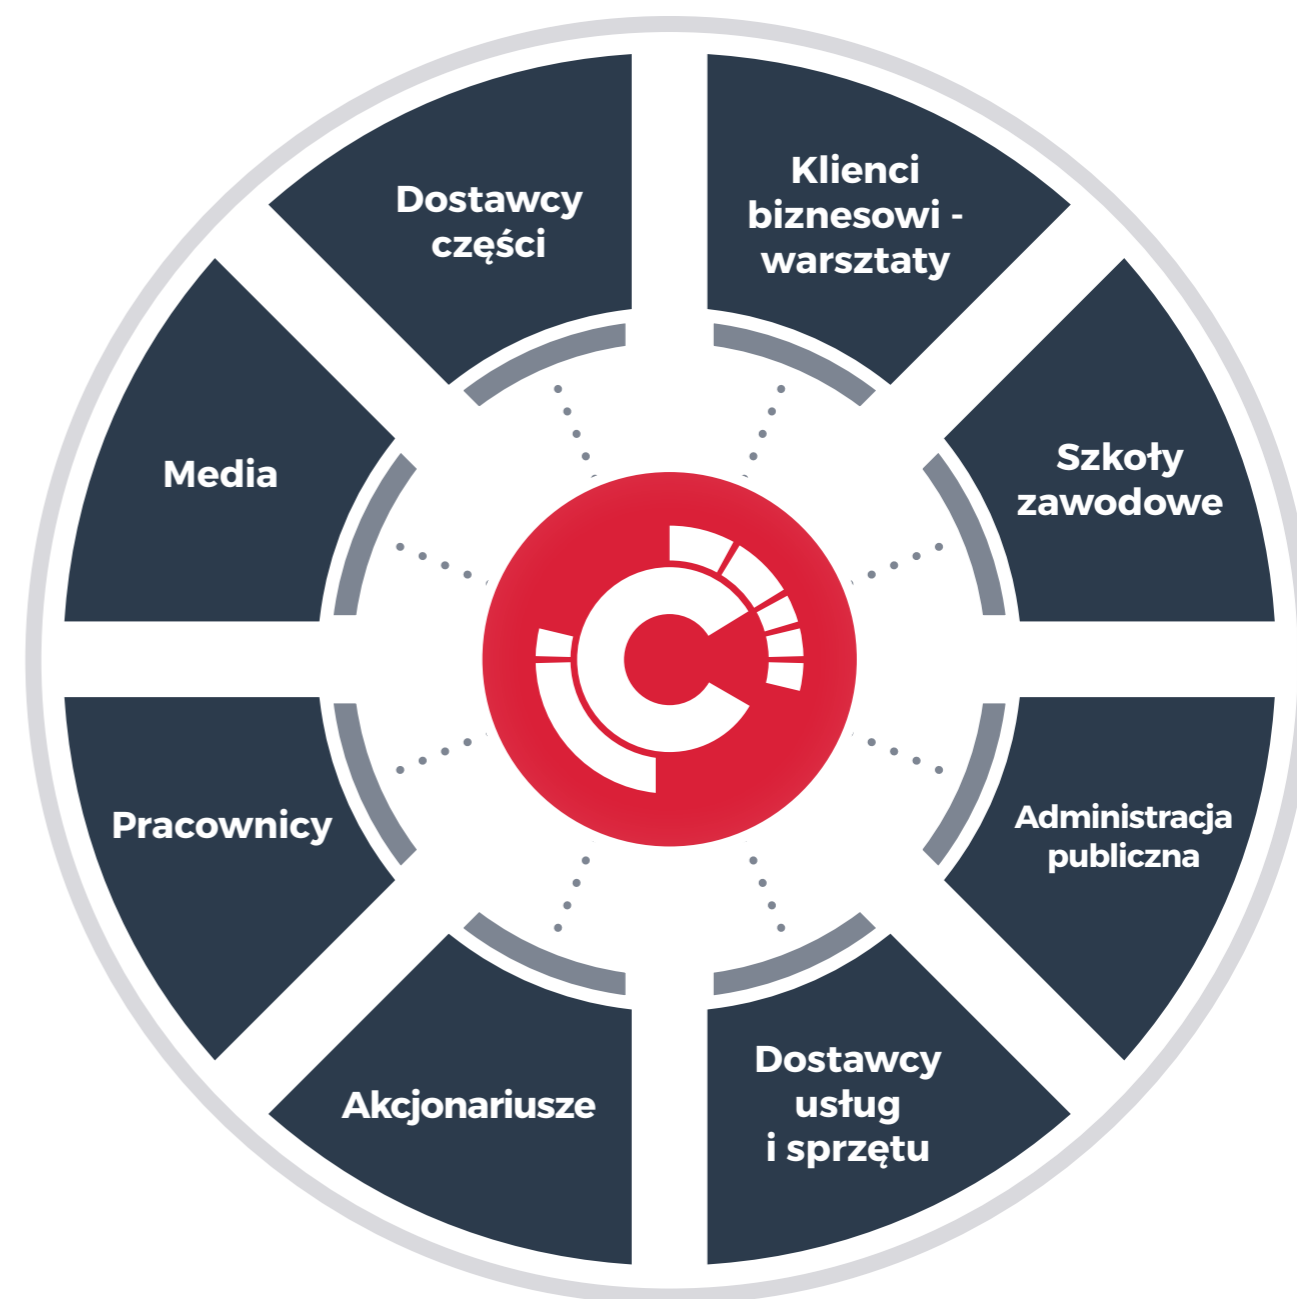 Dostawcy
części
Klienci
biznesowi -
warsztaty
Szkoły
zawodowe
Administracja
publiczna
Dostawcy
usług
i sprzętu
Akcjonariusze
Pracownicy
Media